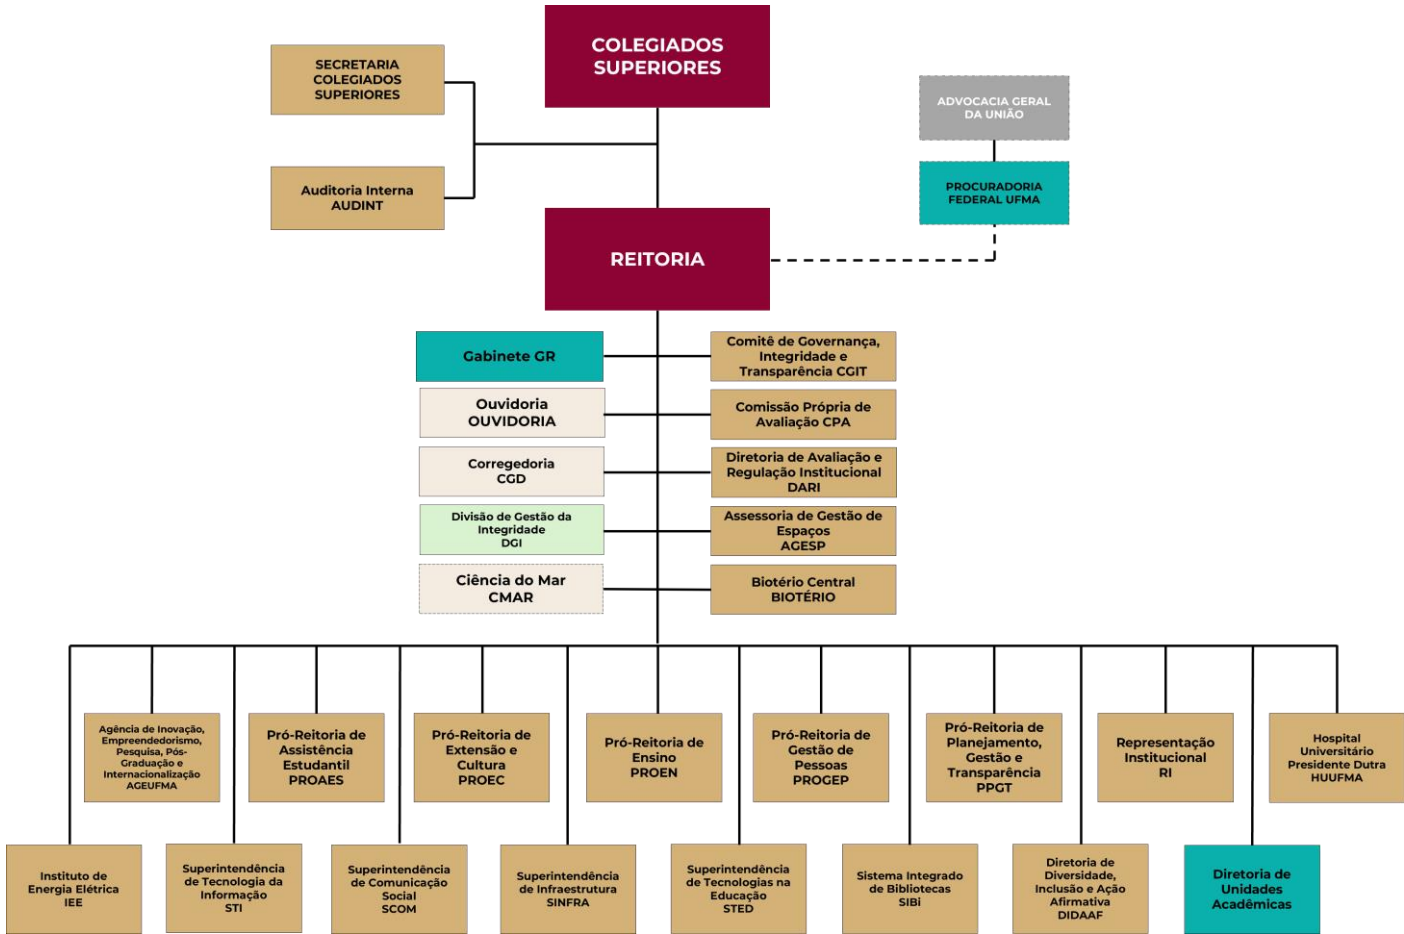 COLEGIADOS
SUPERIORES
SECRETARIA
COLEGIADOS
SUPERIORES
ADVOCACIA GERAL
DA UNIÃO
Auditoria Interna
AUDINT
PROCURADORIA
FEDERAL UFMA
REITORIA
Gabinete GR
Comitê de Governança,
Integridade e
Transparência CGIT
Ouvidoria
OUVIDORIA
Comissão Própria de
Avaliação CPA
Corregedoria
CGD
Diretoria de Avaliação e
Regulação Institucional
DARI
Divisão de Gestão da
Integridade
DGI
Assessoria de Gestão de
Espaços
AGESP
Ciência do Mar
CMAR
Biotério Central
BIOTÉRIO
Agência de Inovação,
Empreendedorismo,
Pesquisa, Pós-
Graduação e
Internacionalização
AGEUFMA
Pró-Reitoria de
Assistência
Estudantil
PROAES
Pró-Reitoria de
Extensão e
Cultura
PROEC
Pró-Reitoria de
Ensino
PROEN
Pró-Reitoria de
Gestão de
Pessoas
PROGEP
Pró-Reitoria de
Planejamento,
Gestão e
Transparência
PPGT
Representação
Institucional
RI
Hospital
Universitário
Presidente Dutra
HUUFMA
Instituto de
Energia Elétrica
IEE
Superintendência
de Tecnologia da
Informação
STI
Superintendência
de Comunicação
Social
SCOM
Superintendência
de Infraestrutura
SINFRA
Superintendência
de Tecnologias na
Educação
STED
Sistema Integrado
de Bibliotecas
SIBi
Diretoria de
Diversidade,
Inclusão e Ação
Afirmativa
DIDAAF
Diretoria de
Unidades
Acadêmicas